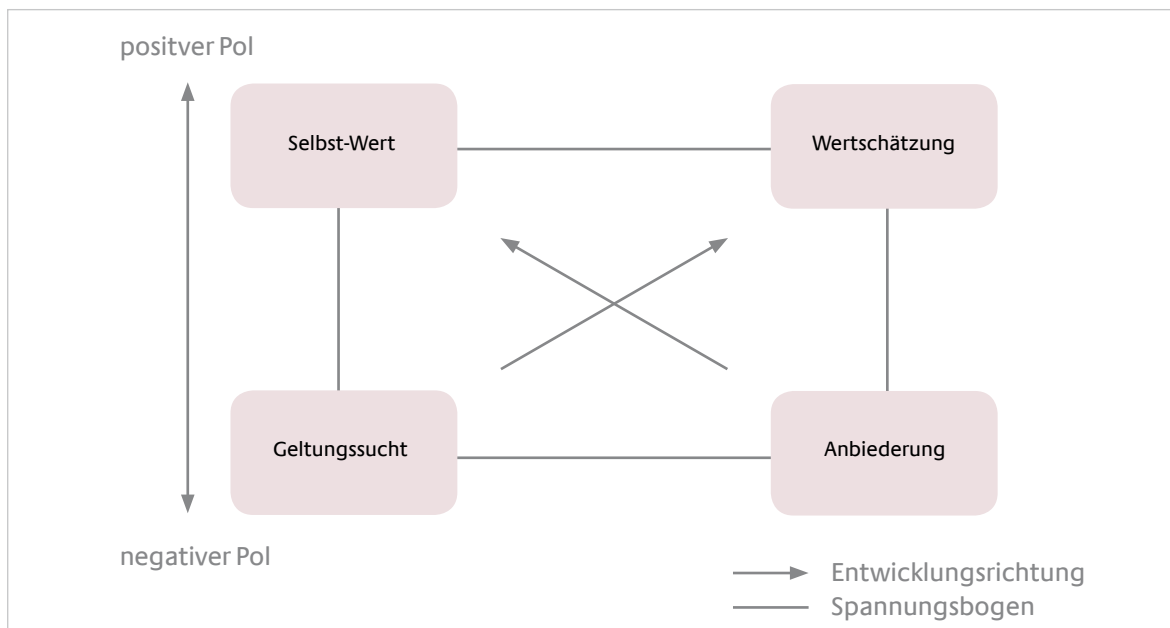 positver Pol
Selbst-Wert
Wertschätzung
Geltungssucht
Anbiederung
negativer Pol
Entwicklungsrichtung
Spannungsbogen